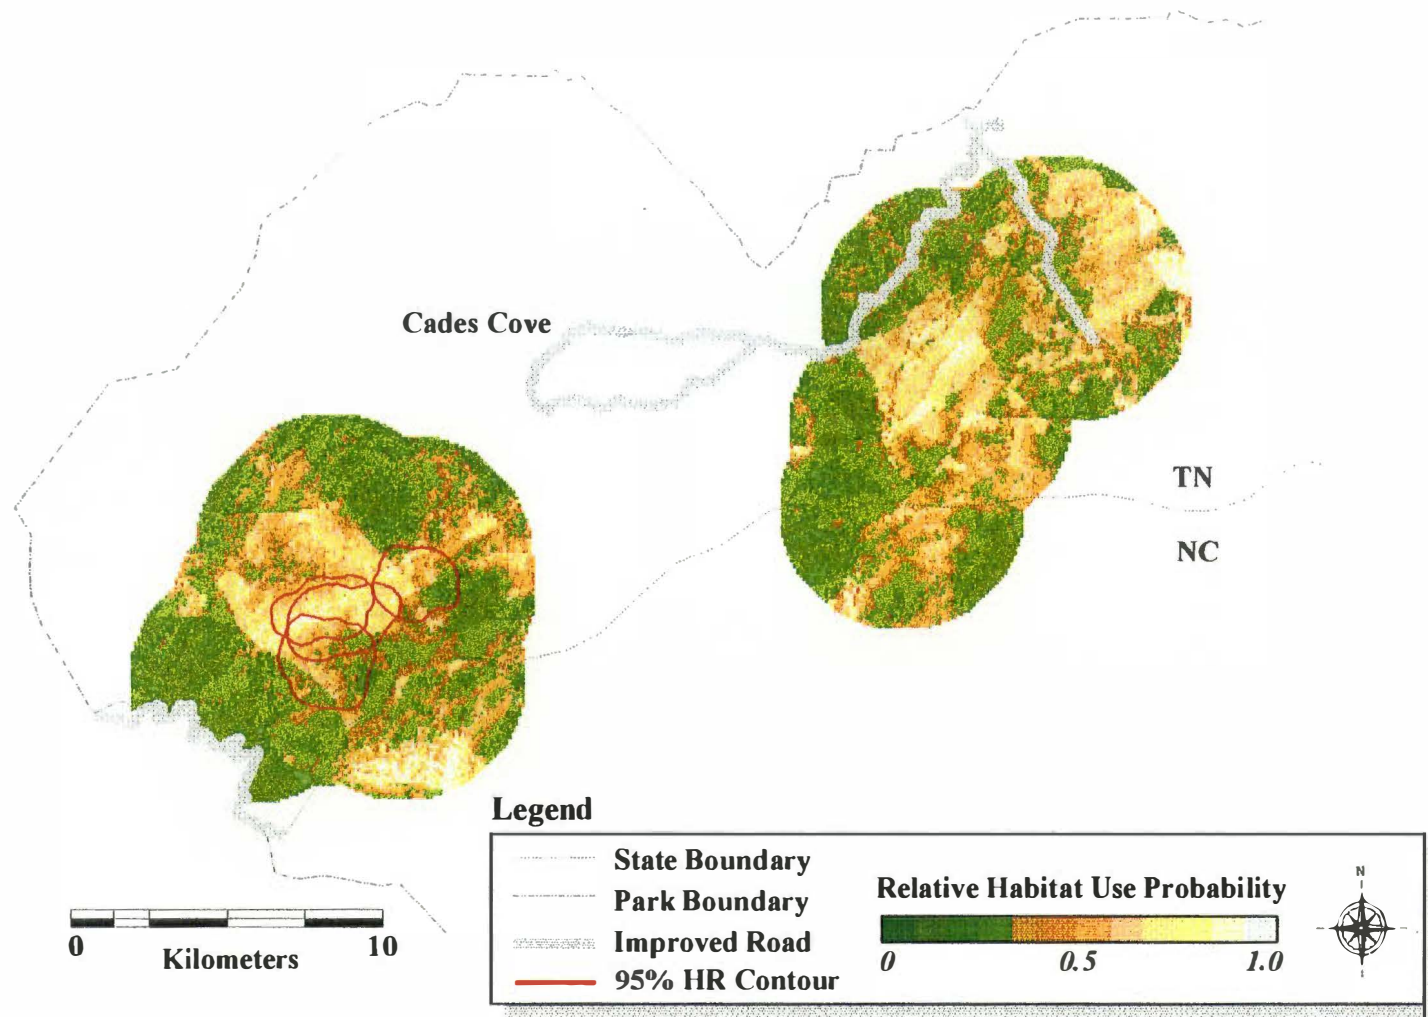 Cades Cove
TN
NC
Legend
State Boundary
Park Boundary
Improved Road
95% HR Contour
Relative Habitat Use Probability
0 0.5 1.0
N
0 10
Kilometers